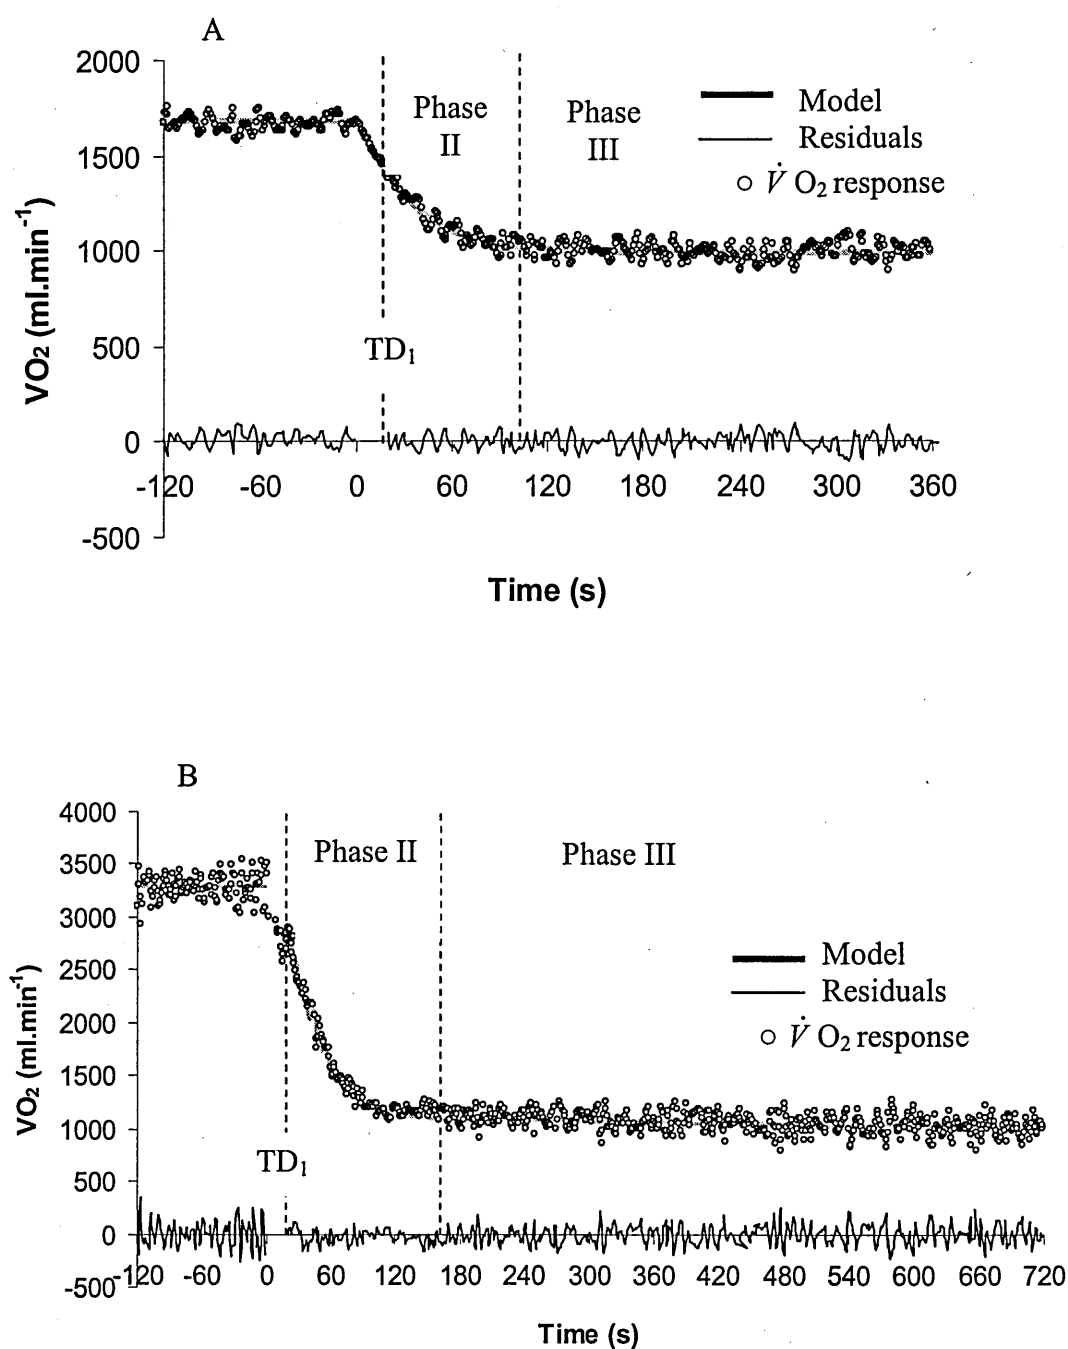 A
2000
1500
1000
500
0
-500
VO₂ (ml.min⁻¹)
Phase II
Phase III
Model
Residuals
V̇ O₂ response
TD₁
-120 -60 0 60 120 180 240 300 360
Time (s)
B
4000
3500
3000
2500
2000
1500
1000
500
0
-500
VO₂ (ml.min⁻¹)
Phase II
Phase III
Model
Residuals
V̇ O₂ response
TD₁
-120 -60 0 60 120 180 240 300 360 420 480 540 600 660 720
Time (s)